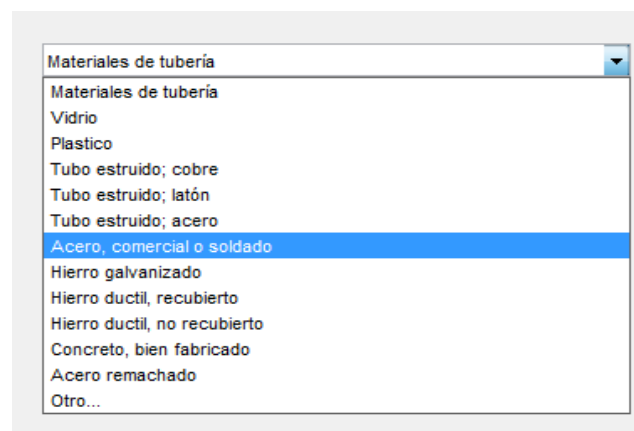 Materiales de tubería
Materiales de tubería
Vidrio
Plastico
Tubo estruido; cobre
Tubo estruido; latón
Tubo estruido; acero
Acero, comercial o soldado
Hierro galvanizado
Hierro ductil, recubierto
Hierro ductil, no recubierto
Concreto, bien fabricado
Acero remachado
Otro...